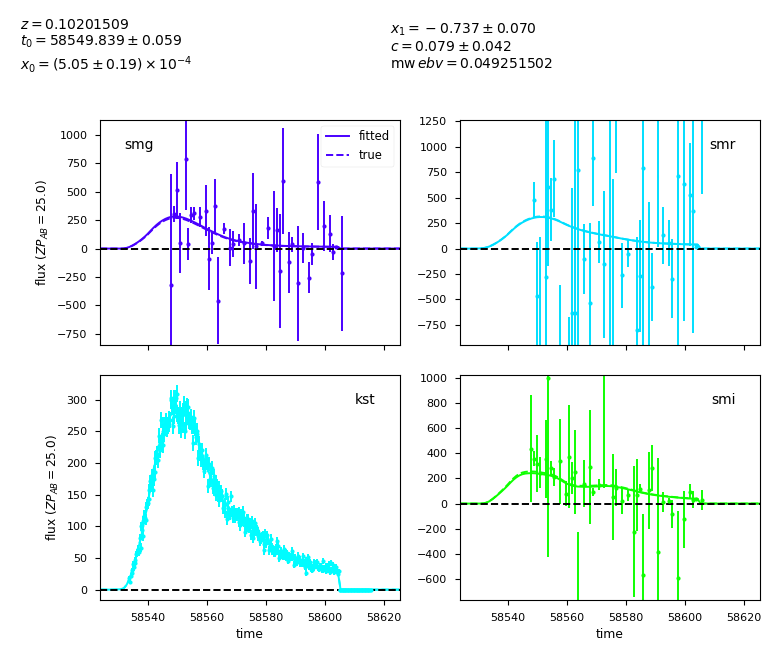 z = 0.10201509
t₀ = 58549.839 ± 0.059
x₀ = (5.05 ± 0.19) × 10⁻⁴
x₁ = −0.737 ± 0.070
c = 0.079 ± 0.042
mwebv = 0.049251502
smg
fitted
true
1000
750
500
250
0
−250
−500
−750
flux (ZP_AB = 25.0)
smr
1250
1000
750
500
250
0
−250
−500
−750
kst
300
250
200
150
100
50
0
flux (ZP_AB = 25.0)
58540 58560 58580 58600 58620
time
smi
1000
800
600
400
200
0
−200
−400
−600
58540 58560 58580 58600 58620
time